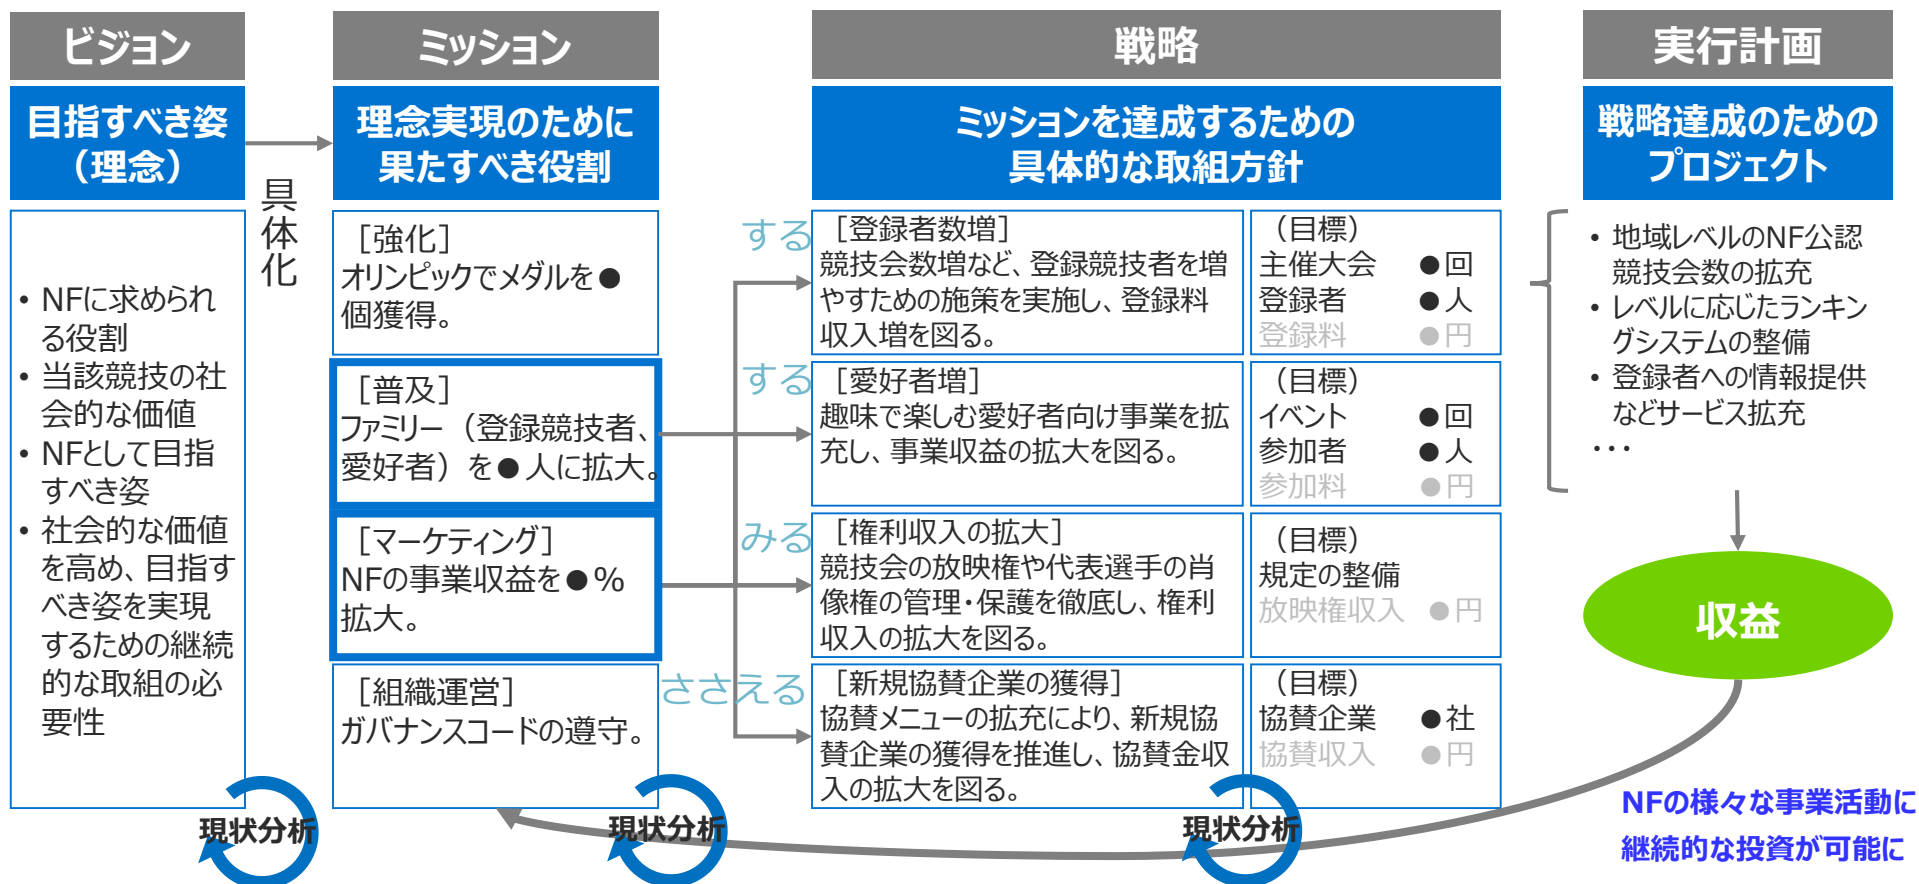 ビジョン
目指すべき姿
（理念）
・NFに求められ
る役割
・当該競技の社
会的な価値
・NFとして目指
すべき姿
・社会的な価値
を高め、目指す
べき姿を実現
するための継続
的な取組の必
要性
具体化
ミッション
理念実現のために
果たすべき役割
［強化］
オリンピックでメダルを●
個獲得。
［普及］
ファミリー（登録競技者、
愛好者）を●人に拡大。
［マーケティング］
NFの事業収益を●％
拡大。
［組織運営］
ガバナンスコードの遵守。
戦略
ミッションを達成するための
具体的な取組方針
する
［登録者数増］
競技会数増など、登録競技者を増
やすための施策を実施し、登録料
収入増を図る。
（目標）
主催大会 ●回
登録者 ●人
登録料 ●円
する
［愛好者増］
趣味で楽しむ愛好者向け事業を拡
充し、事業収益の拡大を図る。
（目標）
イベント ●回
参加者 ●人
参加料 ●円
みる
［権利収入の拡大］
競技会の放映権や代表選手の肖
像権の管理・保護を徹底し、権利
収入の拡大を図る。
（目標）
規定の整備
放映権収入 ●円
ささえる
［新規協賛企業の獲得］
協賛メニューの拡充により、新規協
賛企業の獲得を推進し、協賛金収
入の拡大を図る。
（目標）
協賛企業 ●社
協賛収入 ●円
実行計画
戦略達成のための
プロジェクト
・地域レベルのNF公認
競技会数の拡充
・レベルに応じたランキン
グシステムの整備
・登録者への情報提供
などサービス拡充
・・・
収益
NFの様々な事業活動に
継続的な投資が可能に
現状分析
現状分析
現状分析